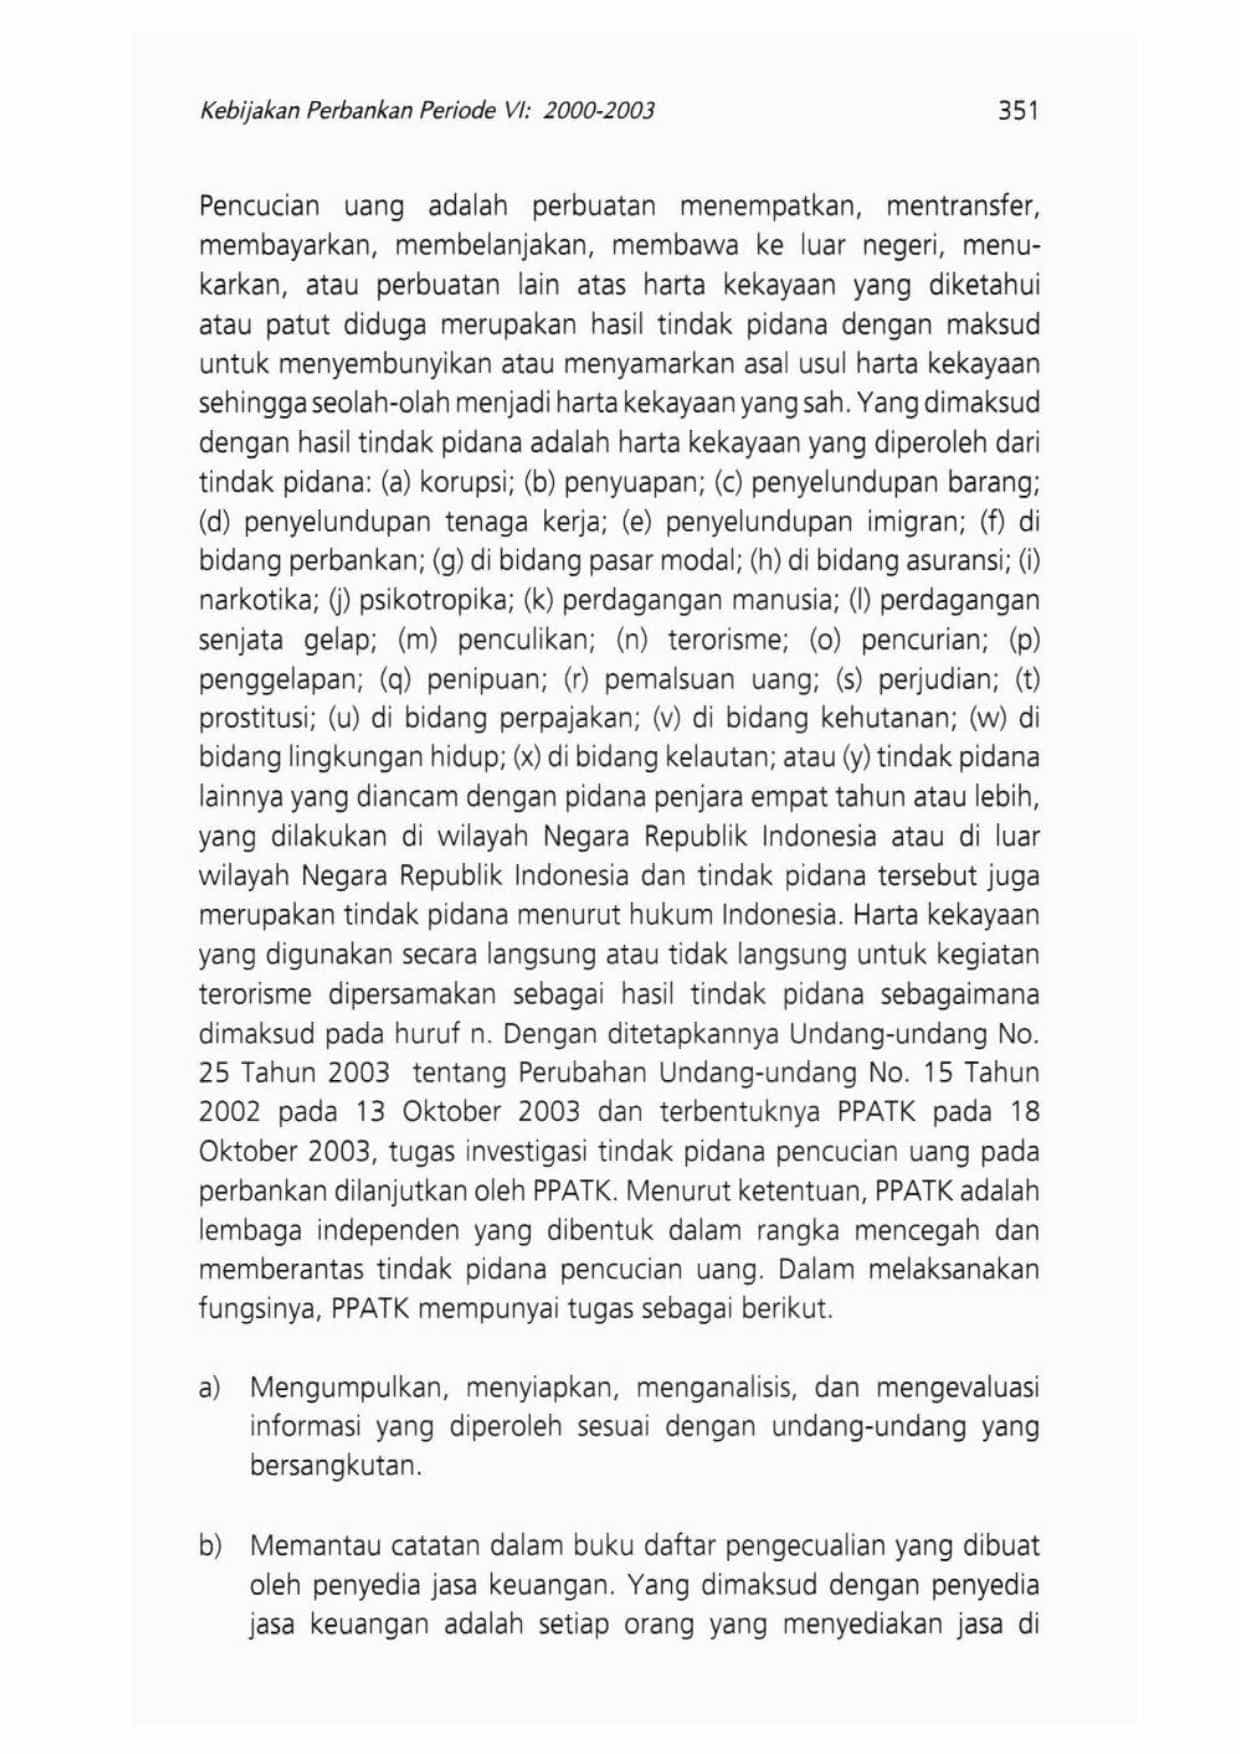 Kebijakan Perbankan Periode VI: 2000-2003 351
Pencucian uang adalah perbuatan menempatkan, mentransfer,
membayarkan, membelanjakan, membawa ke luar negeri, menu-
karkan, atau perbuatan lain atas harta kekayaan yang diketahui
atau patut diduga merupakan hasil tindak pidana dengan maksud
untuk menyembunyikan atau menyamarkan asal usul harta kekayaan
sehingga seolah-olah menjadi harta kekayaan yang sah. Yang dimaksud
dengan hasil tindak pidana adalah harta kekayaan yang diperoleh dari
tindak pidana: (a) korupsi; (b) penyuapan; (c) penyelundupan barang;
(d) penyelundupan tenaga kerja; (e) penyelundupan imigran; (f) di
bidang perbankan; (g) di bidang pasar modal; (h) di bidang asuransi; (i)
narkotika; (j) psikotropika; (k) perdagangan manusia; (l) perdagangan
senjata gelap; (m) penculikan; (n) terorisme; (o) pencurian; (p)
penggelapan; (q) penipuan; (r) pemalsuan uang; (s) perjudian; (t)
prostitusi; (u) di bidang perpajakan; (v) di bidang kehutanan; (w) di
bidang lingkungan hidup; (x) di bidang kelautan; atau (y) tindak pidana
lainnya yang diancam dengan pidana penjara empat tahun atau lebih,
yang dilakukan di wilayah Negara Republik Indonesia atau di luar
wilayah Negara Republik Indonesia dan tindak pidana tersebut juga
merupakan tindak pidana menurut hukum Indonesia. Harta kekayaan
yang digunakan secara langsung atau tidak langsung untuk kegiatan
terorisme dipersamakan sebagai hasil tindak pidana sebagaimana
dimaksud pada huruf n. Dengan ditetapkannya Undang-undang No.
25 Tahun 2003 tentang Perubahan Undang-undang No. 15 Tahun
2002 pada 13 Oktober 2003 dan terbentuknya PPATK pada 18
Oktober 2003, tugas investigasi tindak pidana pencucian uang pada
perbankan dilanjutkan oleh PPATK. Menurut ketentuan, PPATK adalah
lembaga independen yang dibentuk dalam rangka mencegah dan
memberantas tindak pidana pencucian uang. Dalam melaksanakan
fungsinya, PPATK mempunyai tugas sebagai berikut.
a) Mengumpulkan, menyiapkan, menganalisis, dan mengevaluasi
informasi yang diperoleh sesuai dengan undang-undang yang
bersangkutan.
b) Memantau catatan dalam buku daftar pengecualian yang dibuat
oleh penyedia jasa keuangan. Yang dimaksud dengan penyedia
jasa keuangan adalah setiap orang yang menyediakan jasa di